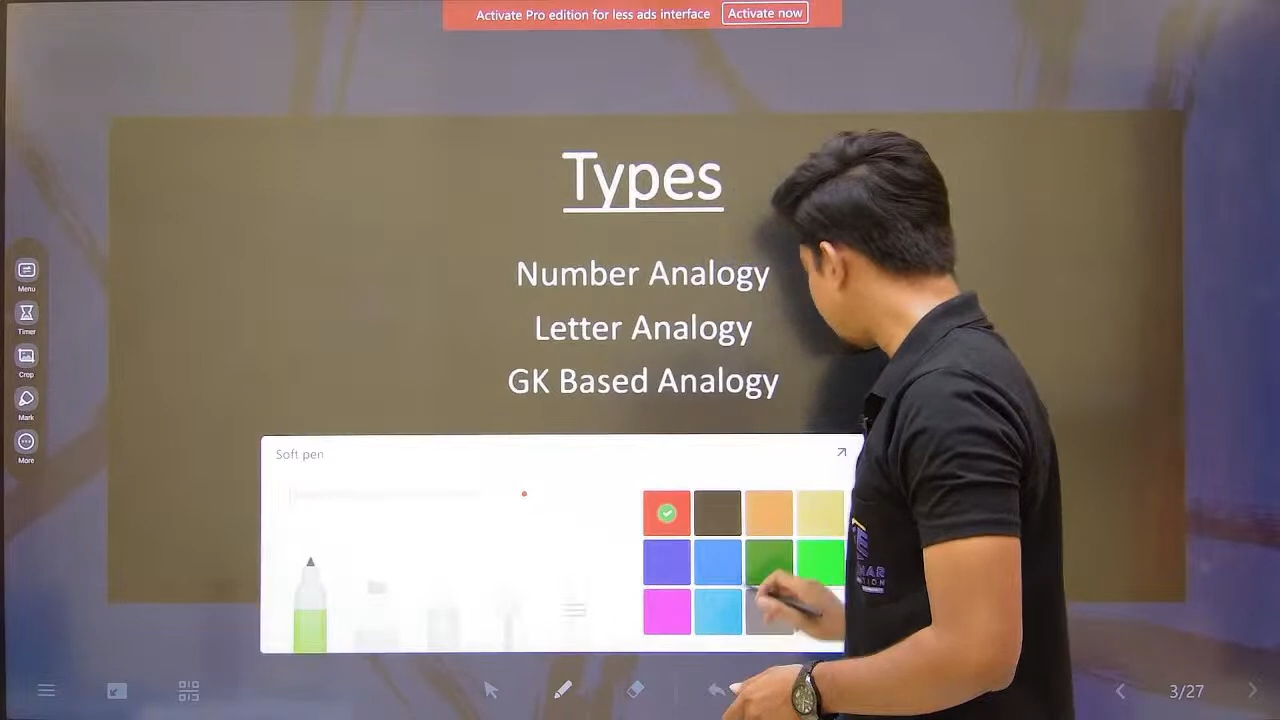 Activate Pro edition for less ads interface
Activate now
Types
Number Analogy
Letter Analogy
GK Based Analogy
Soft pen
Menu
Timer
Crop
Mark
More
3/27